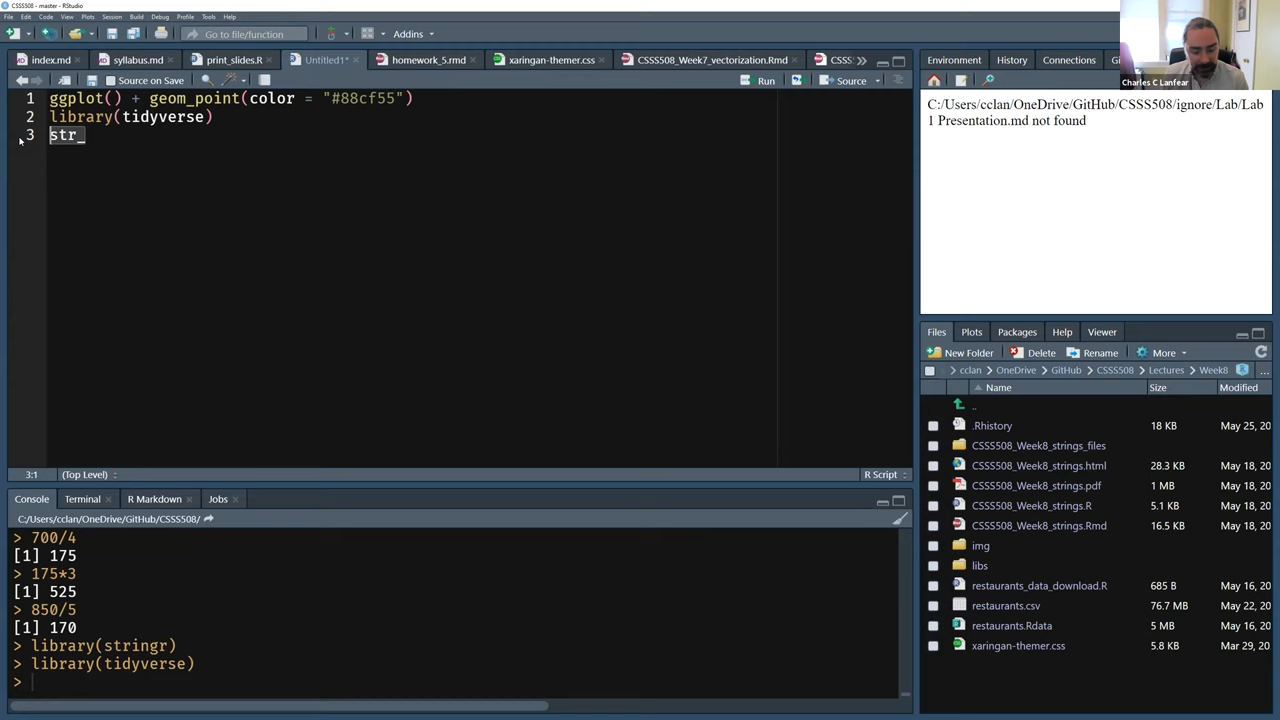 CSSS508 - master - RStudio
File Edit Code View Plots Session Build Debug Profile Tools Help
Go to file/function Addins
index.md syllabus.md print_slides.R Untitled1* homework_5.rmd xaringan-themer.css CSSS508_Week7_vectorization.Rmd CSSS
Source on Save Run Source
1 ggplot() + geom_point(color = "#88cf55")
2 library(tidyverse)
3 str_
3:1 (Top Level) R Script
Console Terminal R Markdown Jobs
C:/Users/cclan/OneDrive/GitHub/CSSS508/
> 700/4
[1] 175
> 175*3
[1] 525
> 850/5
[1] 170
> library(stringr)
> library(tidyverse)
>
Charles C Lanfear
Environment History Connections Gi
C:/Users/cclan/OneDrive/GitHub/CSSS508/ignore/Lab/Lab
1 Presentation.md not found
Files Plots Packages Help Viewer
New Folder Delete Rename More
cclan OneDrive GitHub CSSS508 Lectures Week8 ...
Name Size Modified
..
.Rhistory 18 KB May 25, 20
CSSS508_Week8_strings_files
CSSS508_Week8_strings.html 28.3 KB May 18, 20
CSSS508_Week8_strings.pdf 1 MB May 18, 20
CSSS508_Week8_strings.R 5.1 KB May 18, 20
CSSS508_Week8_strings.Rmd 16.5 KB May 18, 20
img
libs
restaurants_data_download.R 685 B May 16, 20
restaurants.csv 76.7 MB May 22, 20
restaurants.Rdata 5 MB May 16, 20
xaringan-themer.css 5.8 KB Mar 29, 20